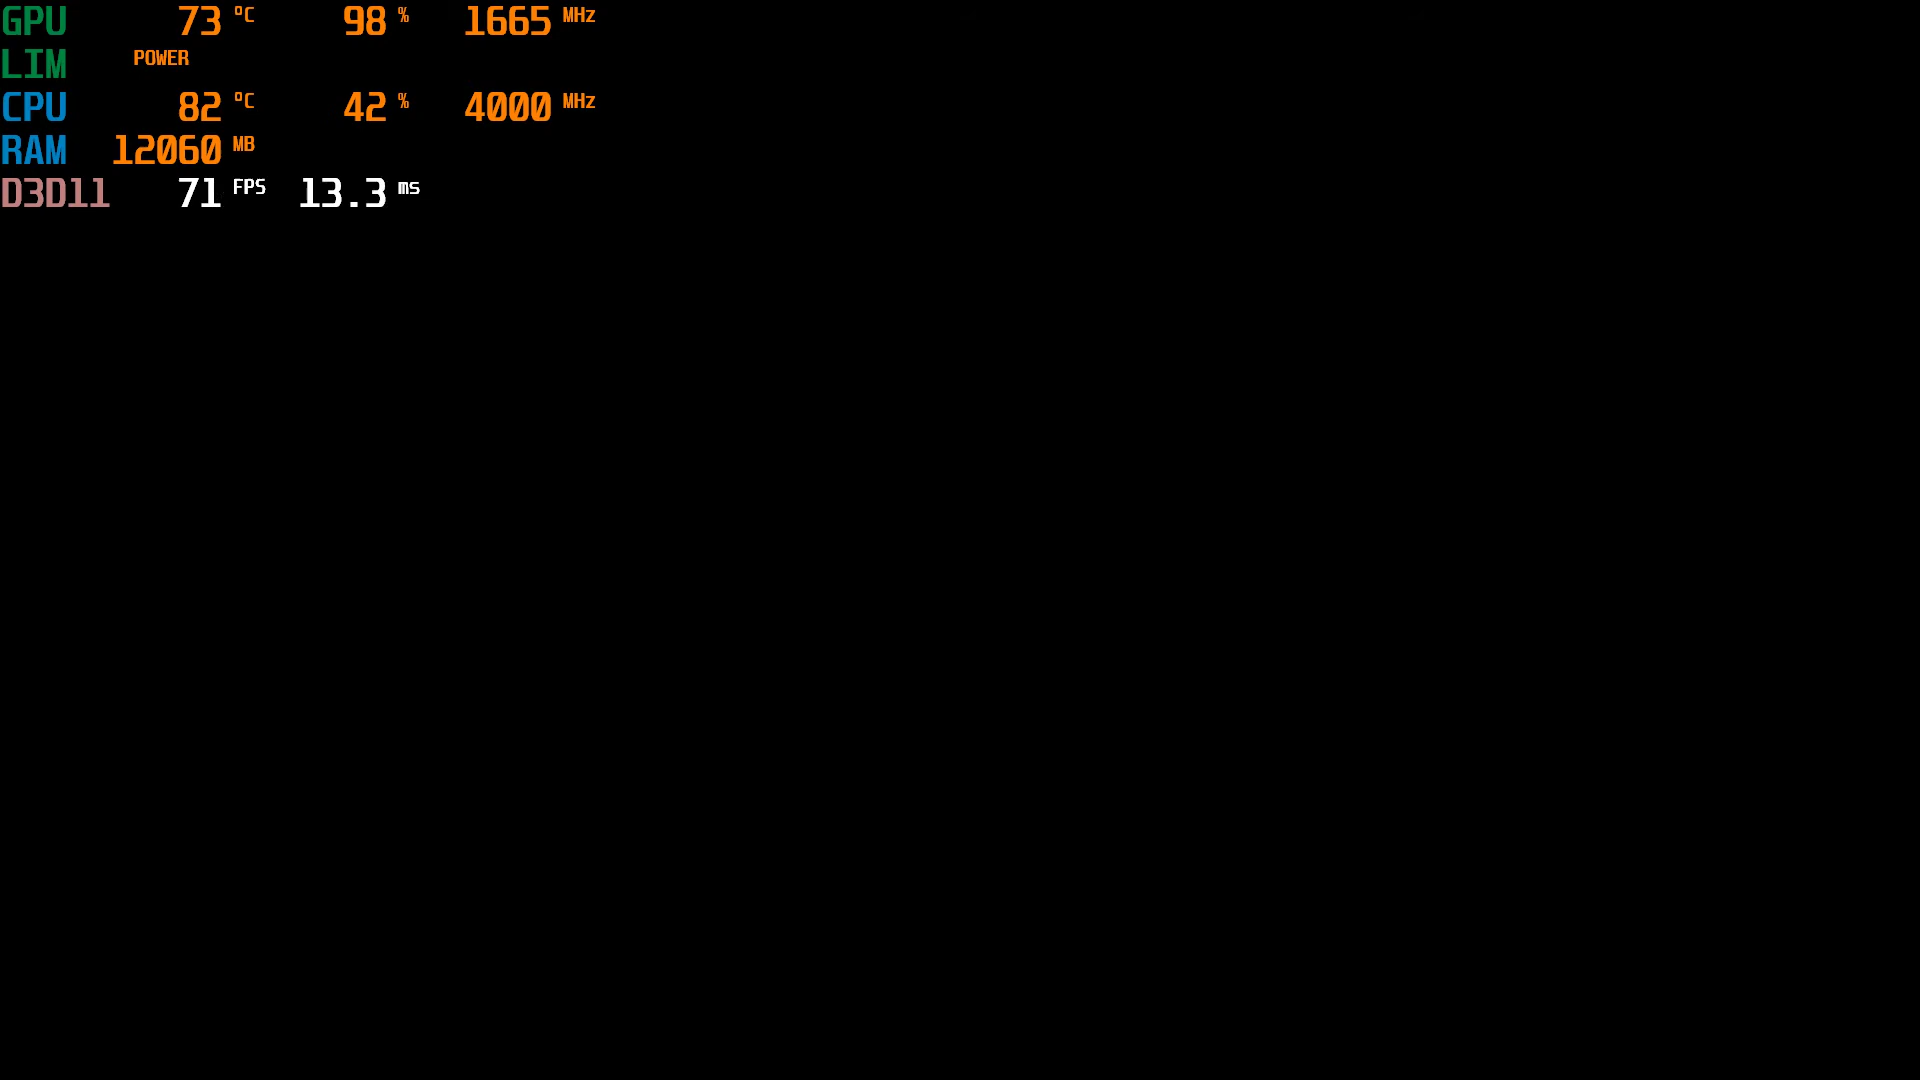 GPU 73 °C 98 % 1665 MHz
LIM POWER
CPU 82 °C 42 % 4000 MHz
RAM 12060 MB
D3D11 71 FPS 13.3 ms